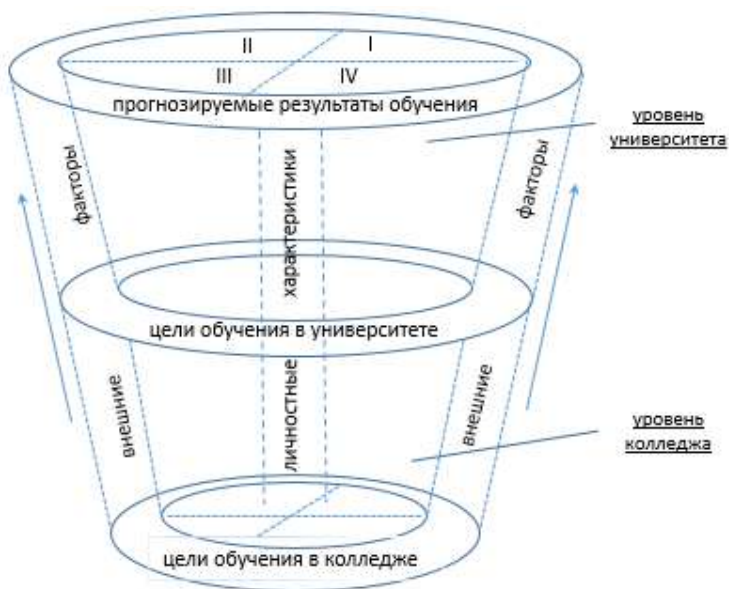 II
I
III
IV
прогнозируемые результаты обучения
уровень
университета
факторы
характеристики
факторы
цели обучения в университете
внешние
личностные
внешние
уровень
колледжа
цели обучения в колледже